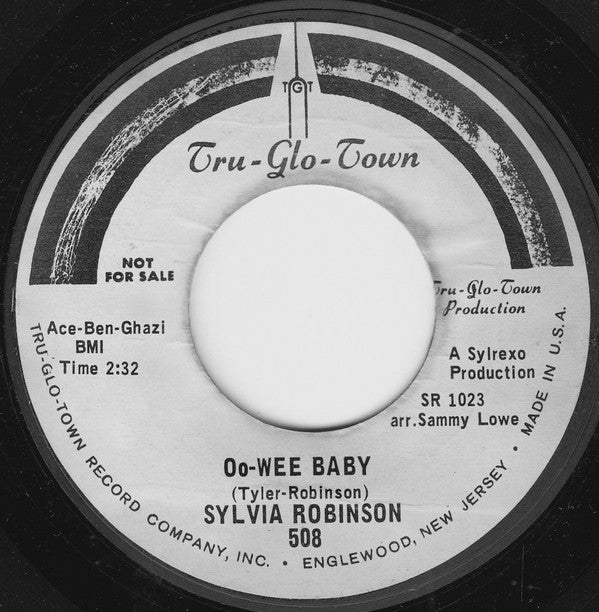 TGT
Tru-Glo-Town
NOT
FOR SALE
Tru-Glo-Town
Production
Ace-Ben-Ghazi
BMI
Time 2:32
A Sylrexo
Production
SR 1023
arr.Sammy Lowe
Oo-WEE BABY
(Tyler-Robinson)
SYLVIA ROBINSON
508
TRU-GLO-TOWN RECORD COMPANY, INC. • ENGLEWOOD, NEW JERSEY • MADE IN U.S.A.